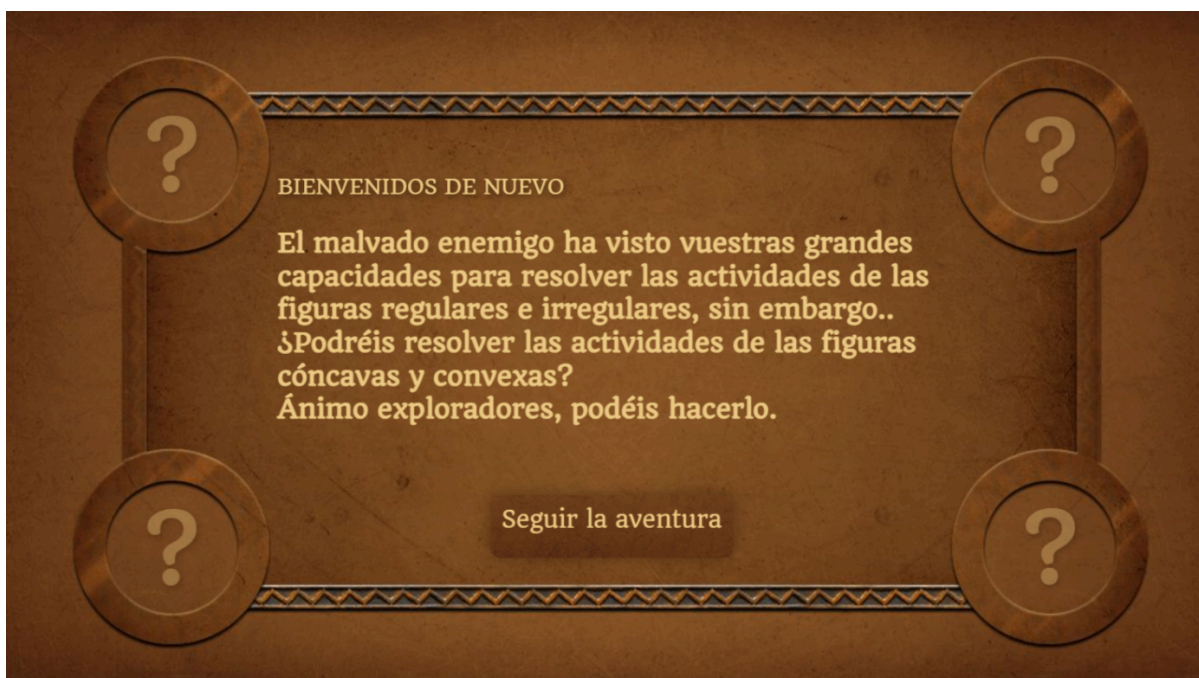 ?
?
BIENVENIDOS DE NUEVO
El malvado enemigo ha visto vuestras grandes
capacidades para resolver las actividades de las
figuras regulares e irregulares, sin embargo..
¿Podréis resolver las actividades de las figuras
cóncavas y convexas?
Ánimo exploradores, podéis hacerlo.
Seguir la aventura
?
?